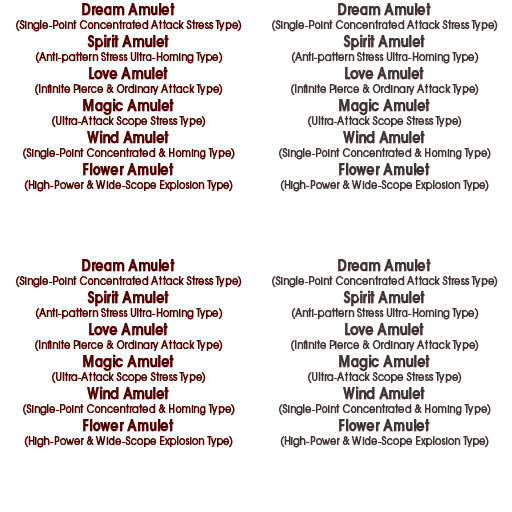 Dream Amulet
(Single-Point Concentrated Attack Stress Type)
Spirit Amulet
(Anti-pattern Stress Ultra-Homing Type)
Love Amulet
(Infinite Pierce & Ordinary Attack Type)
Magic Amulet
(Ultra-Attack Scope Stress Type)
Wind Amulet
(Single-Point Concentrated & Homing Type)
Flower Amulet
(High-Power & Wide-Scope Explosion Type)
Dream Amulet
(Single-Point Concentrated Attack Stress Type)
Spirit Amulet
(Anti-pattern Stress Ultra-Homing Type)
Love Amulet
(Infinite Pierce & Ordinary Attack Type)
Magic Amulet
(Ultra-Attack Scope Stress Type)
Wind Amulet
(Single-Point Concentrated & Homing Type)
Flower Amulet
(High-Power & Wide-Scope Explosion Type)
Dream Amulet
(Single-Point Concentrated Attack Stress Type)
Spirit Amulet
(Anti-pattern Stress Ultra-Homing Type)
Love Amulet
(Infinite Pierce & Ordinary Attack Type)
Magic Amulet
(Ultra-Attack Scope Stress Type)
Wind Amulet
(Single-Point Concentrated & Homing Type)
Flower Amulet
(High-Power & Wide-Scope Explosion Type)
Dream Amulet
(Single-Point Concentrated Attack Stress Type)
Spirit Amulet
(Anti-pattern Stress Ultra-Homing Type)
Love Amulet
(Infinite Pierce & Ordinary Attack Type)
Magic Amulet
(Ultra-Attack Scope Stress Type)
Wind Amulet
(Single-Point Concentrated & Homing Type)
Flower Amulet
(High-Power & Wide-Scope Explosion Type)